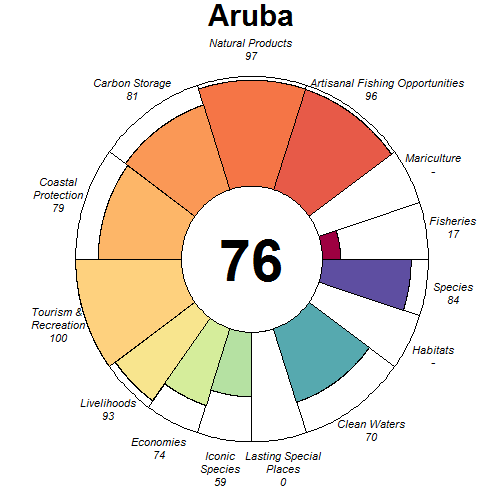 Aruba
Natural Products
97
Carbon Storage
81
Artisanal Fishing Opportunities
96
Mariculture
-
Coastal
Protection
79
Fisheries
17
76
Species
84
Tourism &
Recreation
100
Habitats
-
Livelihoods
93
Clean Waters
70
Economies
74
Iconic
Species
59
Lasting Special
Places
0